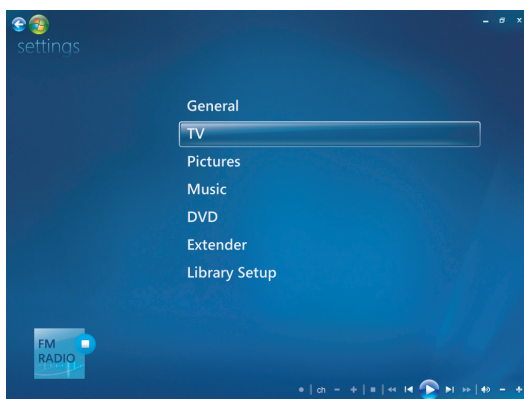 settings
General
TV
Pictures
Music
DVD
Extender
Library Setup
FM
RADIO
ch